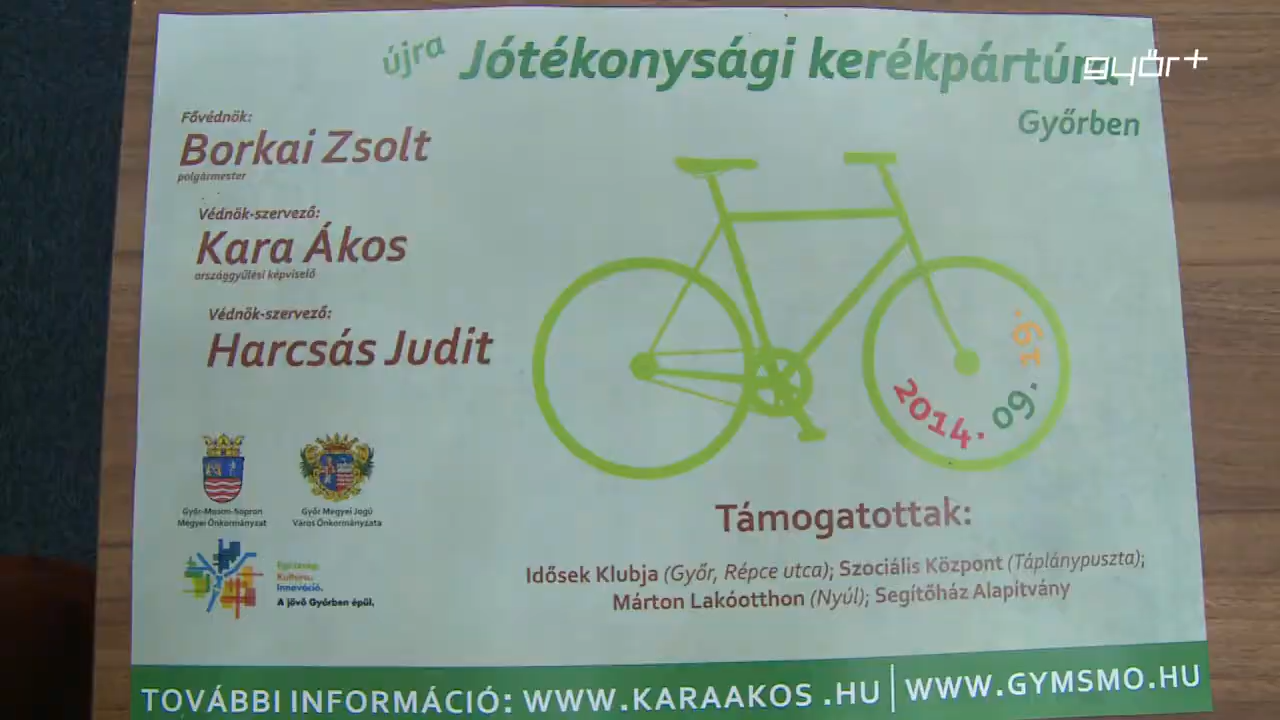 újra Jótékonysági kerékpártúra
győr+
Győrben
Fővédnök:
Borkai Zsolt
polgármester
Védnök-szervező:
Kara Ákos
országgyűlési képviselő
Védnök-szervező:
Harcsás Judit
2014. 09. 19.
Győr-Moson-Sopron
Megyei Önkormányzat
Győr Megyei Jogú
Város Önkormányzata
Egészség.
Kultúra.
Innováció.
A jövő Győrben épül.
Támogatottak:
Idősek Klubja (Győr, Répce utca); Szociális Központ (Táplánypuszta);
Márton Lakóotthon (Nyúl); Segítőház Alapítvány
TOVÁBBI INFORMÁCIÓ: WWW.KARAAKOS .HU | WWW.GYMSMO.HU